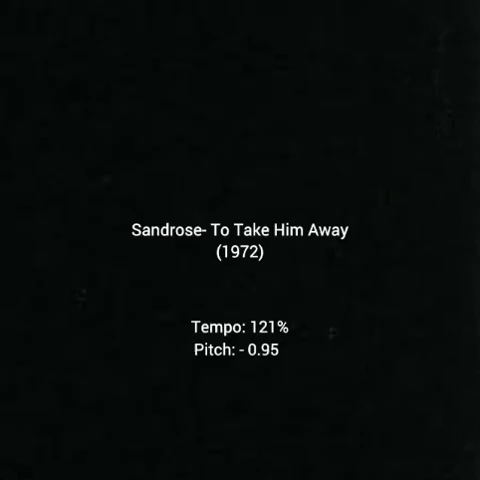 Sandrose- To Take Him Away
(1972)
Tempo: 121%
Pitch: - 0.95